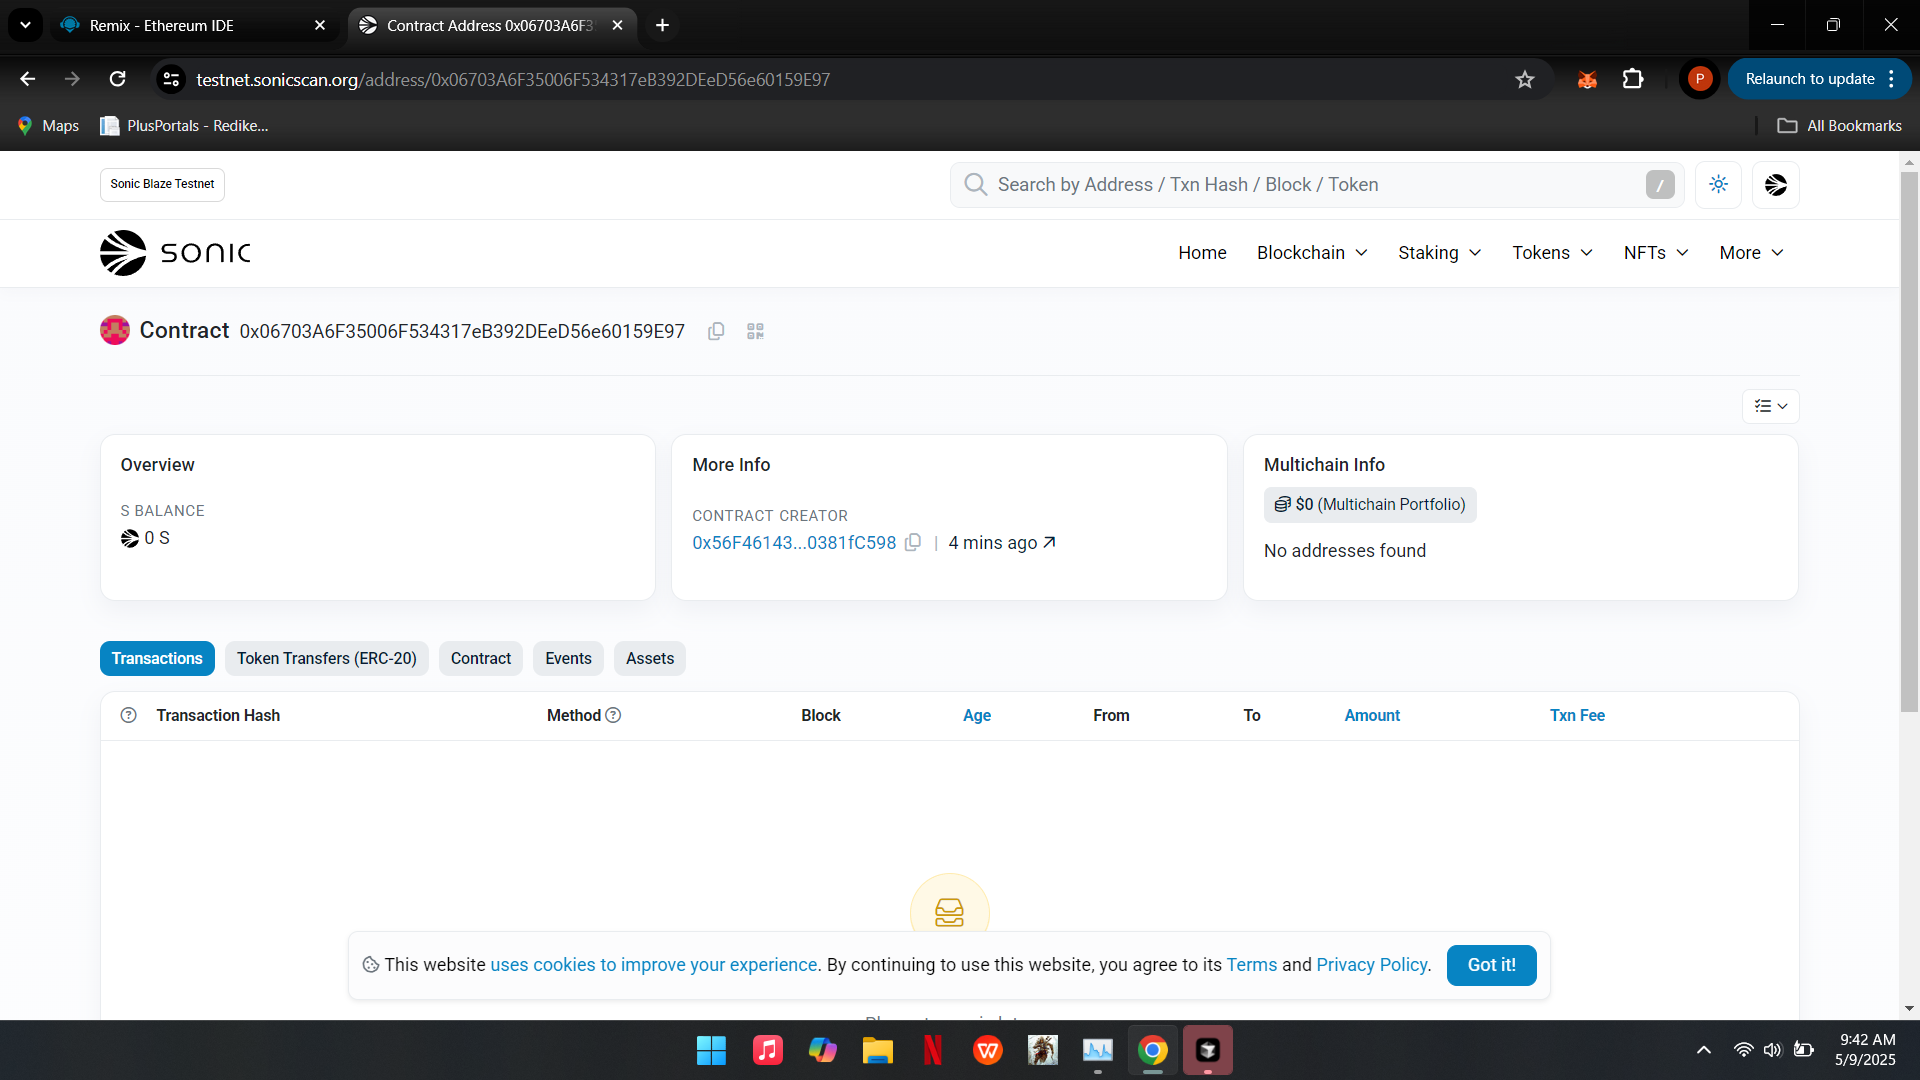 Remix - Ethereum IDE
Contract Address 0x06703A6F3
testnet.sonicscan.org/address/0x06703A6F35006F534317eB392DEeD56e60159E97
P
Relaunch to update
Maps
PlusPortals - Redike...
All Bookmarks
Sonic Blaze Testnet
Search by Address / Txn Hash / Block / Token
/
SONIC
Home
Blockchain
Staking
Tokens
NFTs
More
Contract 0x06703A6F35006F534317eB392DEeD56e60159E97
Overview
S BALANCE
0 S
More Info
CONTRACT CREATOR
0x56F46143...0381fC598 | 4 mins ago
Multichain Info
$0 (Multichain Portfolio)
No addresses found
Transactions
Token Transfers (ERC-20)
Contract
Events
Assets
Transaction Hash
Method
Block
Age
From
To
Amount
Txn Fee
This website uses cookies to improve your experience. By continuing to use this website, you agree to its Terms and Privacy Policy.
Got it!
9:42 AM
5/9/2025